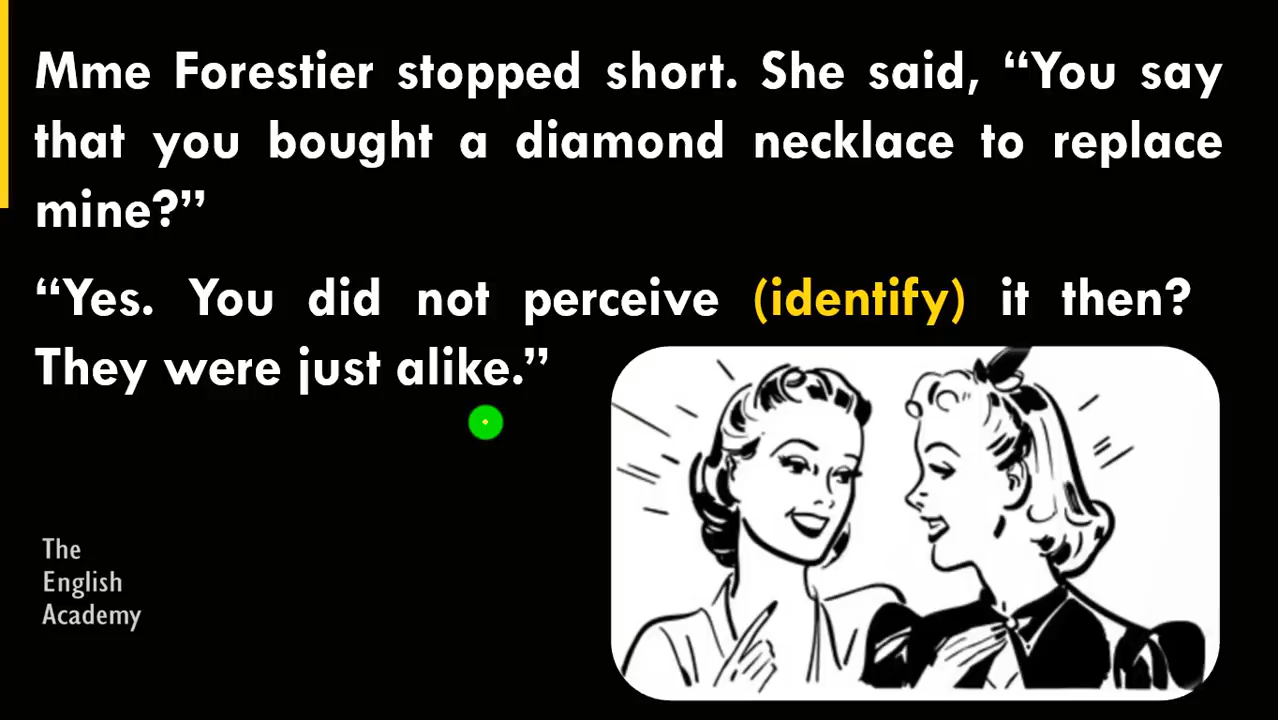 Mme Forestier stopped short. She said, “You say
that you bought a diamond necklace to replace
mine?”
“Yes. You did not perceive (identify) it then?
They were just alike.”
The
English
Academy